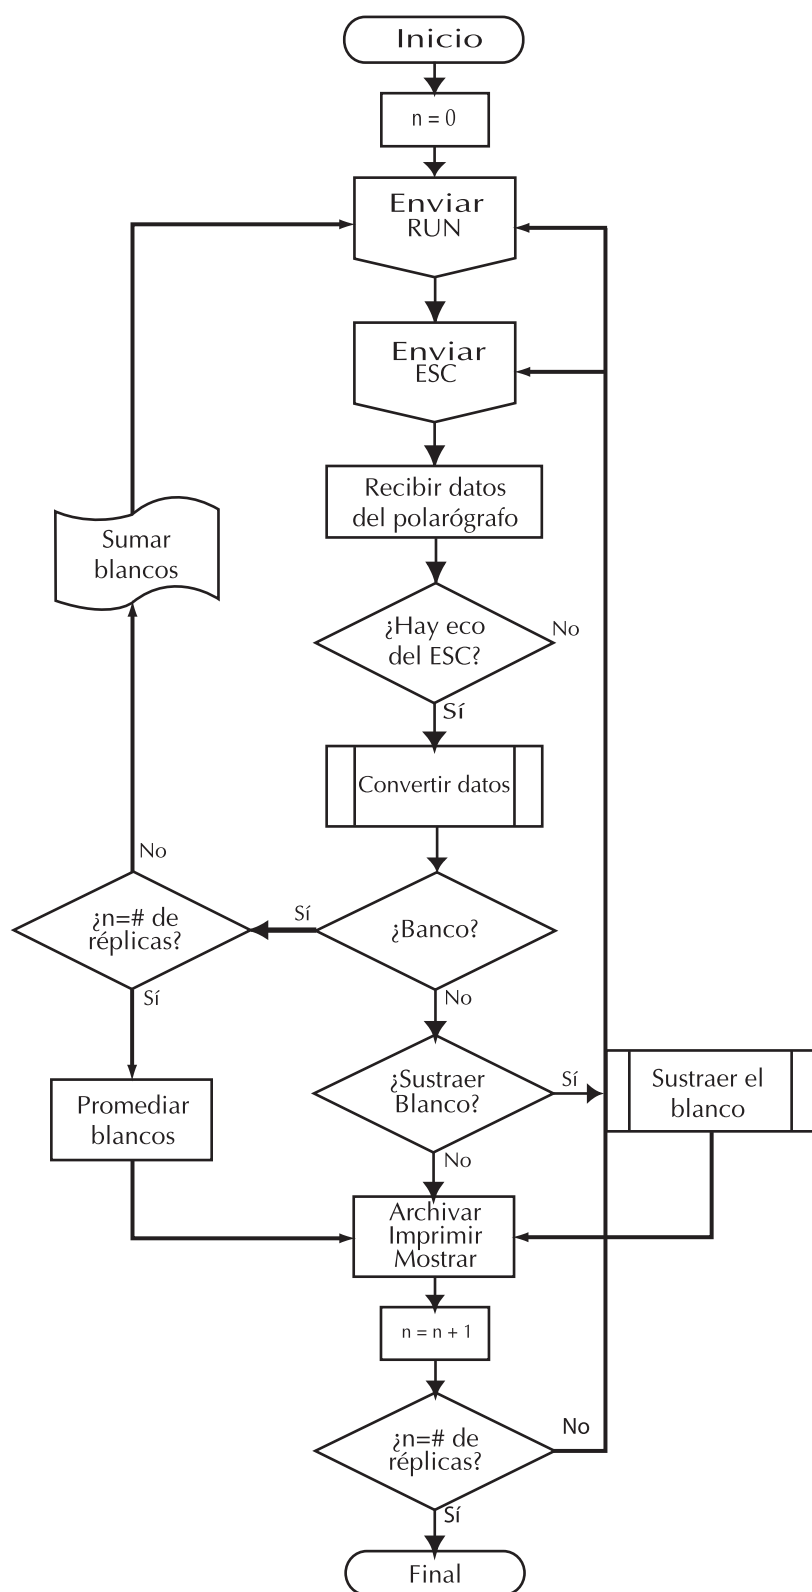 Inicio
n = 0
Enviar
RUN
Enviar
ESC
Recibir datos
del polarógrafo
Sumar
blancos
¿Hay eco
del ESC?
No
Sí
Convertir datos
No
¿n=# de
réplicas?
Sí
¿Banco?
Sí
No
¿Sustraer
Blanco?
Sí
Sustraer el
blanco
Promediar
blancos
No
Archivar
Imprimir
Mostrar
n = n + 1
¿n=# de
réplicas?
No
Sí
Final